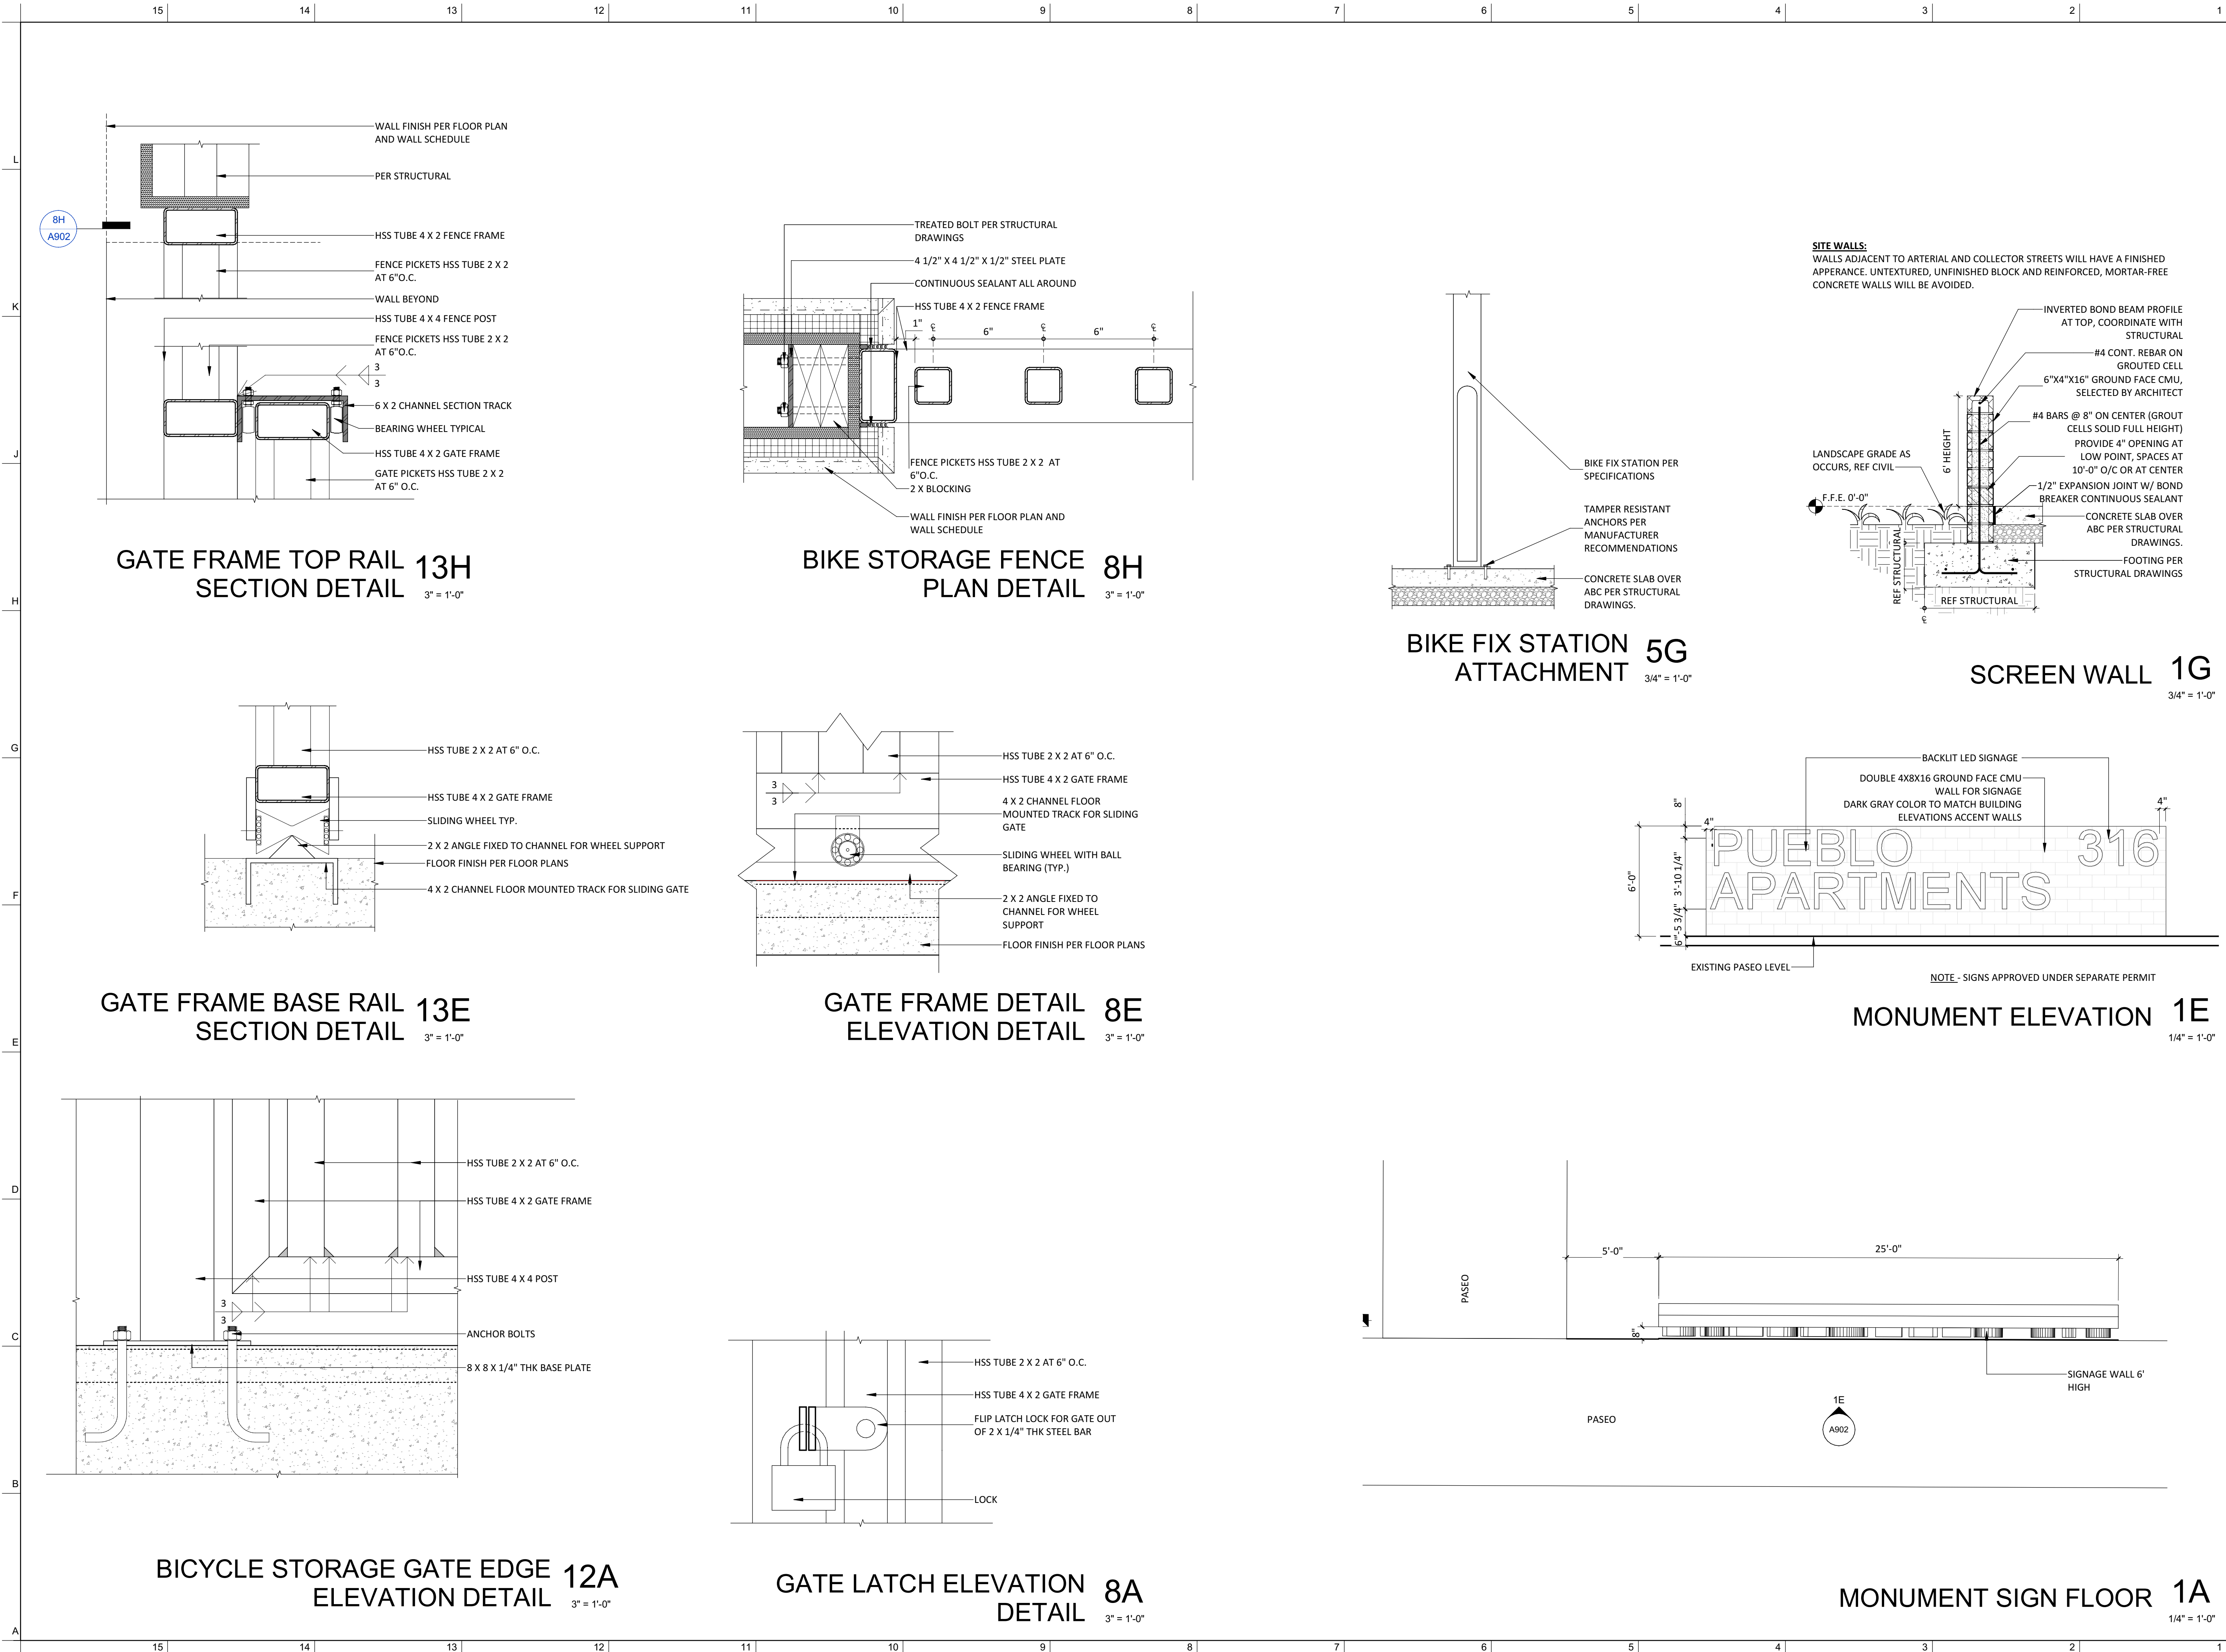 15 14 13 12 11 10 9 8 7 6 5 4 3 2 1
L
K
J
H
G
F
E
D
C
B
A
WALL FINISH PER FLOOR PLAN
AND WALL SCHEDULE
PER STRUCTURAL
8H
A902
HSS TUBE 4 X 2 FENCE FRAME
FENCE PICKETS HSS TUBE 2 X 2
AT 6"O.C.
WALL BEYOND
HSS TUBE 4 X 4 FENCE POST
FENCE PICKETS HSS TUBE 2 X 2
AT 6"O.C.
3
3
6 X 2 CHANNEL SECTION TRACK
BEARING WHEEL TYPICAL
HSS TUBE 4 X 2 GATE FRAME
GATE PICKETS HSS TUBE 2 X 2
AT 6" O.C.
GATE FRAME TOP RAIL
SECTION DETAIL
13H
3" = 1'-0"
TREATED BOLT PER STRUCTURAL
DRAWINGS
4 1/2" X 4 1/2" X 1/2" STEEL PLATE
CONTINUOUS SEALANT ALL AROUND
HSS TUBE 4 X 2 FENCE FRAME
1"
6"
6"
FENCE PICKETS HSS TUBE 2 X 2 AT
6"O.C.
2 X BLOCKING
WALL FINISH PER FLOOR PLAN AND
WALL SCHEDULE
BIKE STORAGE FENCE
PLAN DETAIL
8H
3" = 1'-0"
BIKE FIX STATION PER
SPECIFICATIONS
TAMPER RESISTANT
ANCHORS PER
MANUFACTURER
RECOMMENDATIONS
CONCRETE SLAB OVER
ABC PER STRUCTURAL
DRAWINGS.
BIKE FIX STATION
ATTACHMENT
5G
3/4" = 1'-0"
SITE WALLS:
WALLS ADJACENT TO ARTERIAL AND COLLECTOR STREETS WILL HAVE A FINISHED
APPERANCE. UNTEXTURED, UNFINISHED BLOCK AND REINFORCED, MORTAR-FREE
CONCRETE WALLS WILL BE AVOIDED.
INVERTED BOND BEAM PROFILE
AT TOP, COORDINATE WITH
STRUCTURAL
#4 CONT. REBAR ON
GROUTED CELL
6"X4"X16" GROUND FACE CMU,
SELECTED BY ARCHITECT
#4 BARS @ 8" ON CENTER (GROUT
CELLS SOLID FULL HEIGHT)
PROVIDE 4" OPENING AT
LOW POINT, SPACES AT
10'-0" O/C OR AT CENTER
1/2" EXPANSION JOINT W/ BOND
BREAKER CONTINUOUS SEALANT
CONCRETE SLAB OVER
ABC PER STRUCTURAL
DRAWINGS.
FOOTING PER
STRUCTURAL DRAWINGS
6' HEIGHT
LANDSCAPE GRADE AS
OCCURS, REF CIVIL
F.F.E. 0'-0"
REF STRUCTURAL
REF STRUCTURAL
SCREEN WALL
1G
3/4" = 1'-0"
HSS TUBE 2 X 2 AT 6" O.C.
HSS TUBE 4 X 2 GATE FRAME
SLIDING WHEEL TYP.
2 X 2 ANGLE FIXED TO CHANNEL FOR WHEEL SUPPORT
FLOOR FINISH PER FLOOR PLANS
4 X 2 CHANNEL FLOOR MOUNTED TRACK FOR SLIDING GATE
GATE FRAME BASE RAIL
SECTION DETAIL
13E
3" = 1'-0"
HSS TUBE 2 X 2 AT 6" O.C.
HSS TUBE 4 X 2 GATE FRAME
3
3
4 X 2 CHANNEL FLOOR
MOUNTED TRACK FOR SLIDING
GATE
SLIDING WHEEL WITH BALL
BEARING (TYP.)
2 X 2 ANGLE FIXED TO
CHANNEL FOR WHEEL
SUPPORT
FLOOR FINISH PER FLOOR PLANS
GATE FRAME DETAIL
ELEVATION DETAIL
8E
3" = 1'-0"
BACKLIT LED SIGNAGE
DOUBLE 4X8X16 GROUND FACE CMU
WALL FOR SIGNAGE
DARK GRAY COLOR TO MATCH BUILDING
ELEVATIONS ACCENT WALLS
8"
4"
4"
6'-0"
3'-10 1/4"
5 3/4"
6"
PUEBLO 316
APARTMENTS
EXISTING PASEO LEVEL
NOTE - SIGNS APPROVED UNDER SEPARATE PERMIT
MONUMENT ELEVATION
1E
1/4" = 1'-0"
HSS TUBE 2 X 2 AT 6" O.C.
HSS TUBE 4 X 2 GATE FRAME
HSS TUBE 4 X 4 POST
3
3
ANCHOR BOLTS
8 X 8 X 1/4" THK BASE PLATE
BICYCLE STORAGE GATE EDGE
ELEVATION DETAIL
12A
3" = 1'-0"
HSS TUBE 2 X 2 AT 6" O.C.
HSS TUBE 4 X 2 GATE FRAME
FLIP LATCH LOCK FOR GATE OUT
OF 2 X 1/4" THK STEEL BAR
LOCK
GATE LATCH ELEVATION
DETAIL
8A
3" = 1'-0"
PASEO
5'-0"
25'-0"
8"
SIGNAGE WALL 6'
HIGH
PASEO
1E
A902
MONUMENT SIGN FLOOR
1A
1/4" = 1'-0"
15 14 13 12 11 10 9 8 7 6 5 4 3 2 1